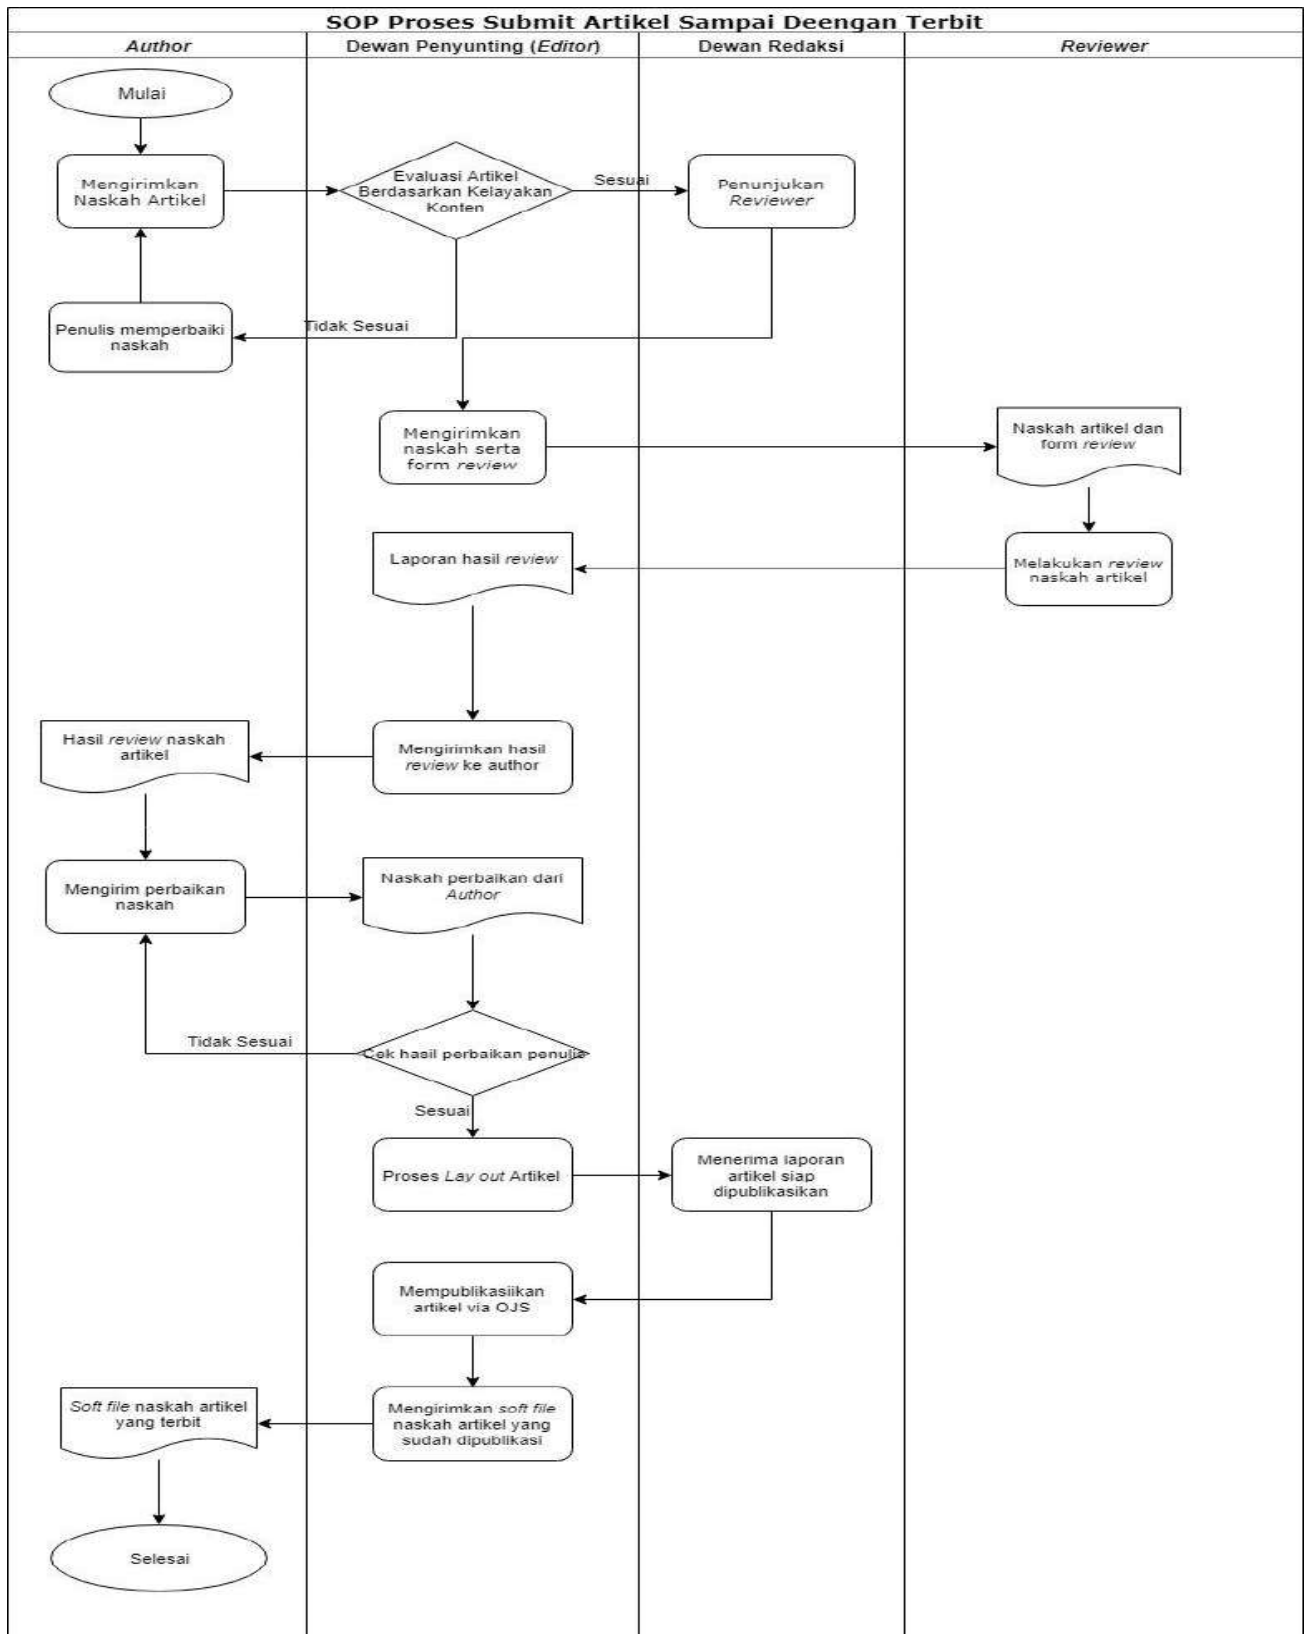 SOP Proses Submit Artikel Sampai Deengan Terbit
Author
Dewan Penyunting (Editor)
Dewan Redaksi
Reviewer
Mulai
Mengirimkan
Naskah Artikel
Evaluasi Artikel
Berdasarkan Kelayakan
Konten
Sesuai
Penunjukan
Reviewer
Penulis memperbaiki
naskah
Tidak Sesuai
Mengirimkan
naskah serta
form review
Naskah artikel dan
form review
Laporan hasil review
Melakukan review
naskah artikel
Hasil review naskah
artikel
Mengirimkan hasil
review ke author
Mengirim perbaikan
naskah
Naskah perbaikan dari
Author
Tidak Sesuai
Cek hasil perbaikan penulis
Sesuai
Proses Lay out Artikel
Menerima laporan
artikel siap
dipublikasikan
Mempublikasiikan
artikel via OJS
Soft file naskah artikel
yang terbit
Mengirimkan soft file
naskah artikel yang
sudah dipublikasi
Selesai